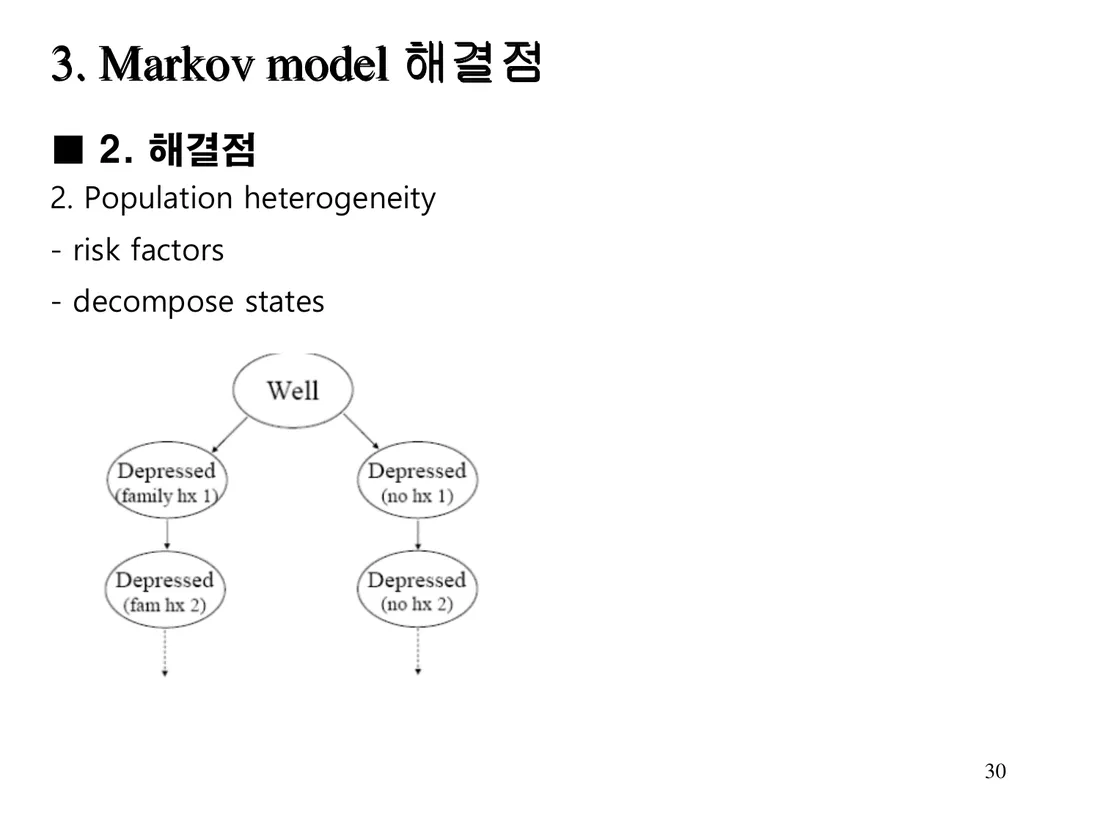 3. Markov model 해결점
■ 2. 해결점
2. Population heterogeneity
- risk factors
- decompose states
Well
Depressed
(family hx 1)
Depressed
(no hx 1)
Depressed
(fam hx 2)
Depressed
(no hx 2)
30